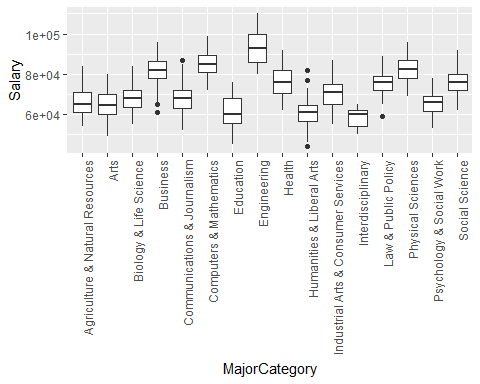 Salary
1e+05
8e+04
6e+04
Agriculture & Natural Resources
Arts
Biology & Life Science
Business
Communications & Journalism
Computers & Mathematics
Education
Engineering
Health
Humanities & Liberal Arts
Industrial Arts & Consumer Services
Interdisciplinary
Law & Public Policy
Physical Sciences
Psychology & Social Work
Social Science
MajorCategory